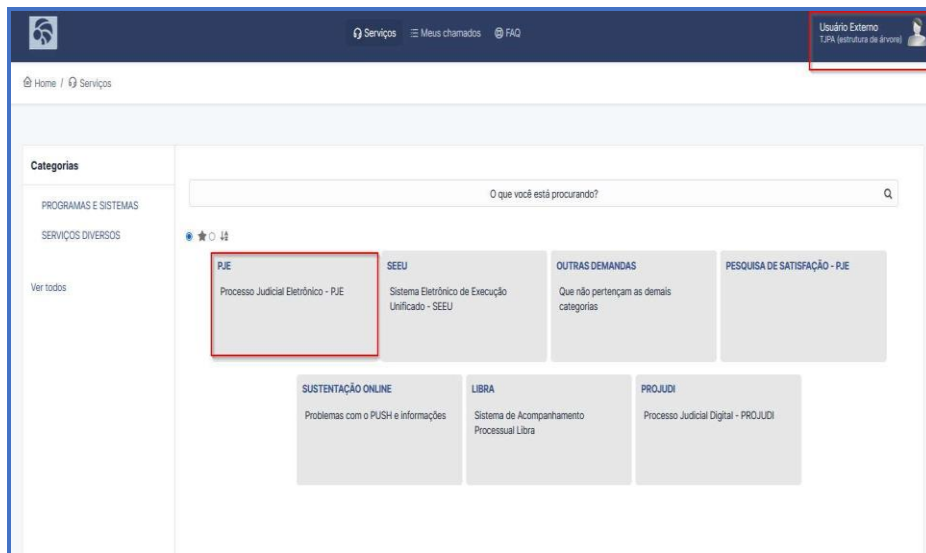 Serviços
Meus chamados
FAQ
Usuário Externo
TJPA (estrutura de árvore)
Home / Serviços
Categorias
PROGRAMAS E SISTEMAS
SERVIÇOS DIVERSOS
Ver todos
O que você está procurando?
PJE
Processo Judicial Eletrônico - PJE
SEEU
Sistema Eletrônico de Execução
Unificado - SEEU
OUTRAS DEMANDAS
Que não pertençam as demais
categorias
PESQUISA DE SATISFAÇÃO - PJE
SUSTENTAÇÃO ONLINE
Problemas com o PUSH e informações
LIBRA
Sistema de Acompanhamento
Processual Libra
PROJUDI
Processo Judicial Digital - PROJUDI